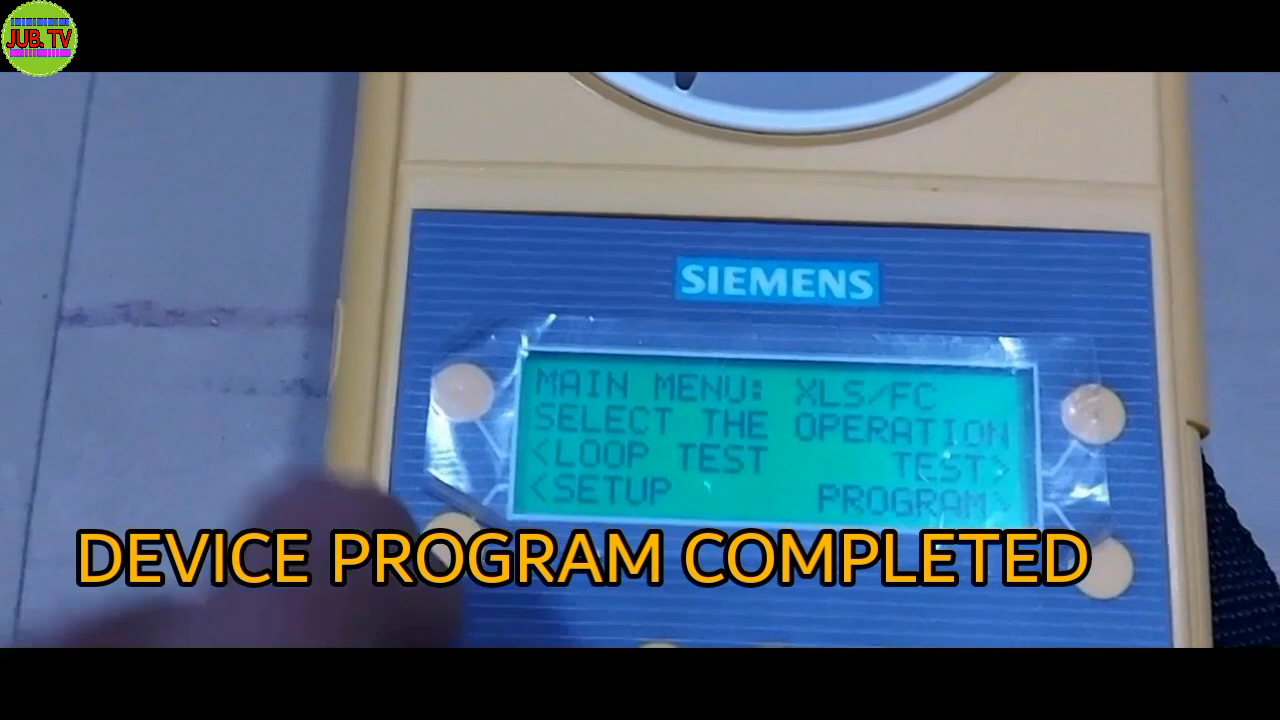 JUB. TV
SIEMENS
MAIN MENU: XLS/FC
SELECT THE OPERATION
<LOOP TEST TEST>
<SETUP PROGRAM>
DEVICE PROGRAM COMPLETED